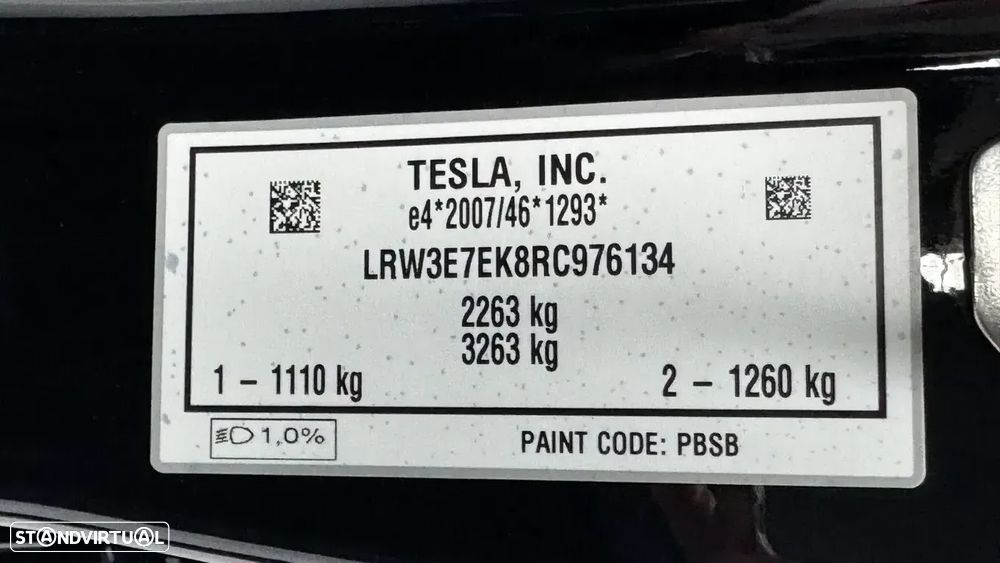 TESLA, INC.
e4*2007/46*1293*
LRW3E7EK8RC976134
2263 kg
3263 kg
1 – 1110 kg
2 – 1260 kg
1,0%
PAINT CODE: PBSB
STANDVIRTUAL